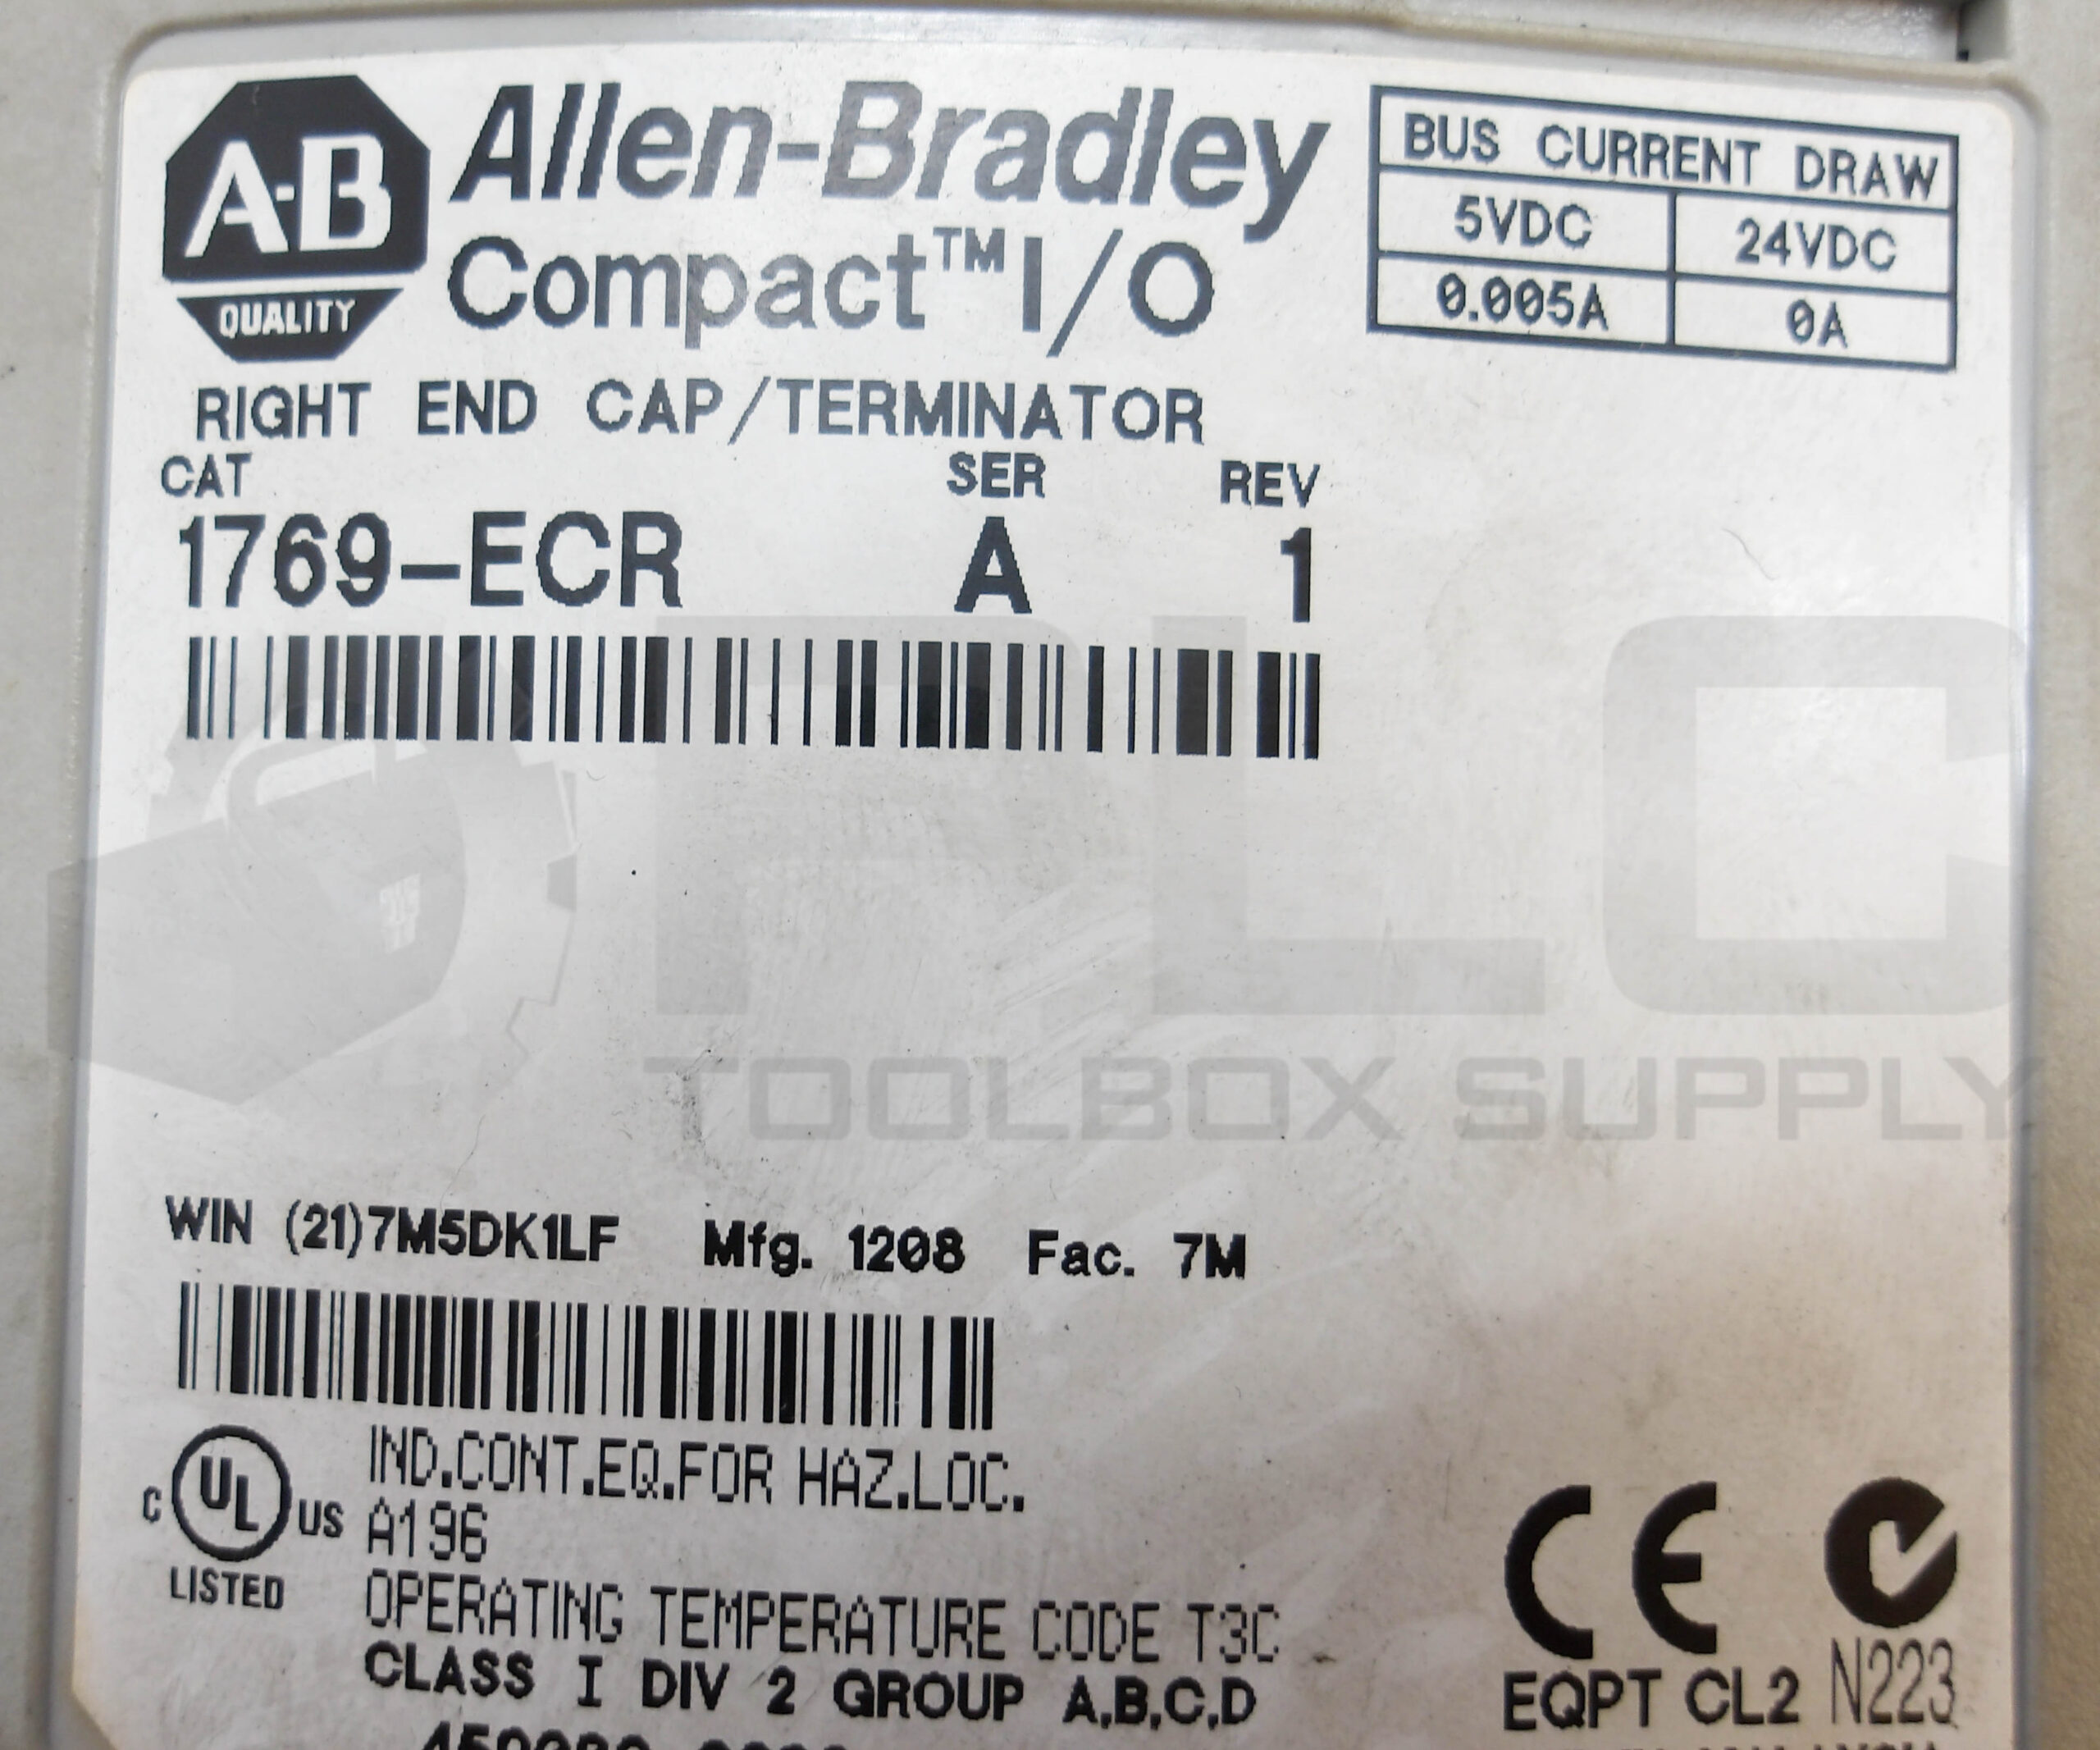 A-B
QUALITY
Allen-Bradley
Compact™ I/O
BUS CURRENT DRAW
5VDC 24VDC
0.005A 0A
RIGHT END CAP/TERMINATOR
CAT SER REV
1769-ECR A 1
PLC
TOOLBOX SUPPLY
WIN (21)7M5DK1LF Mfg. 1208 Fac. 7M
C UL US
LISTED
IND.CONT.EQ.FOR HAZ.LOC.
A196
OPERATING TEMPERATURE CODE T3C
CLASS I DIV 2 GROUP A,B,C,D
CE
EQPT CL2 N223